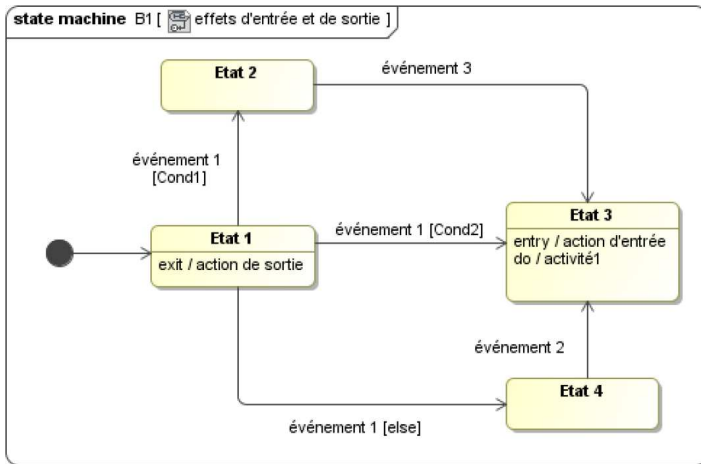 state machine B1 [ effets d'entrée et de sortie ]
Etat 2
événement 3
événement 1
[Cond1]
Etat 1
exit / action de sortie
événement 1 [Cond2]
Etat 3
entry / action d'entrée
do / activité1
événement 2
Etat 4
événement 1 [else]